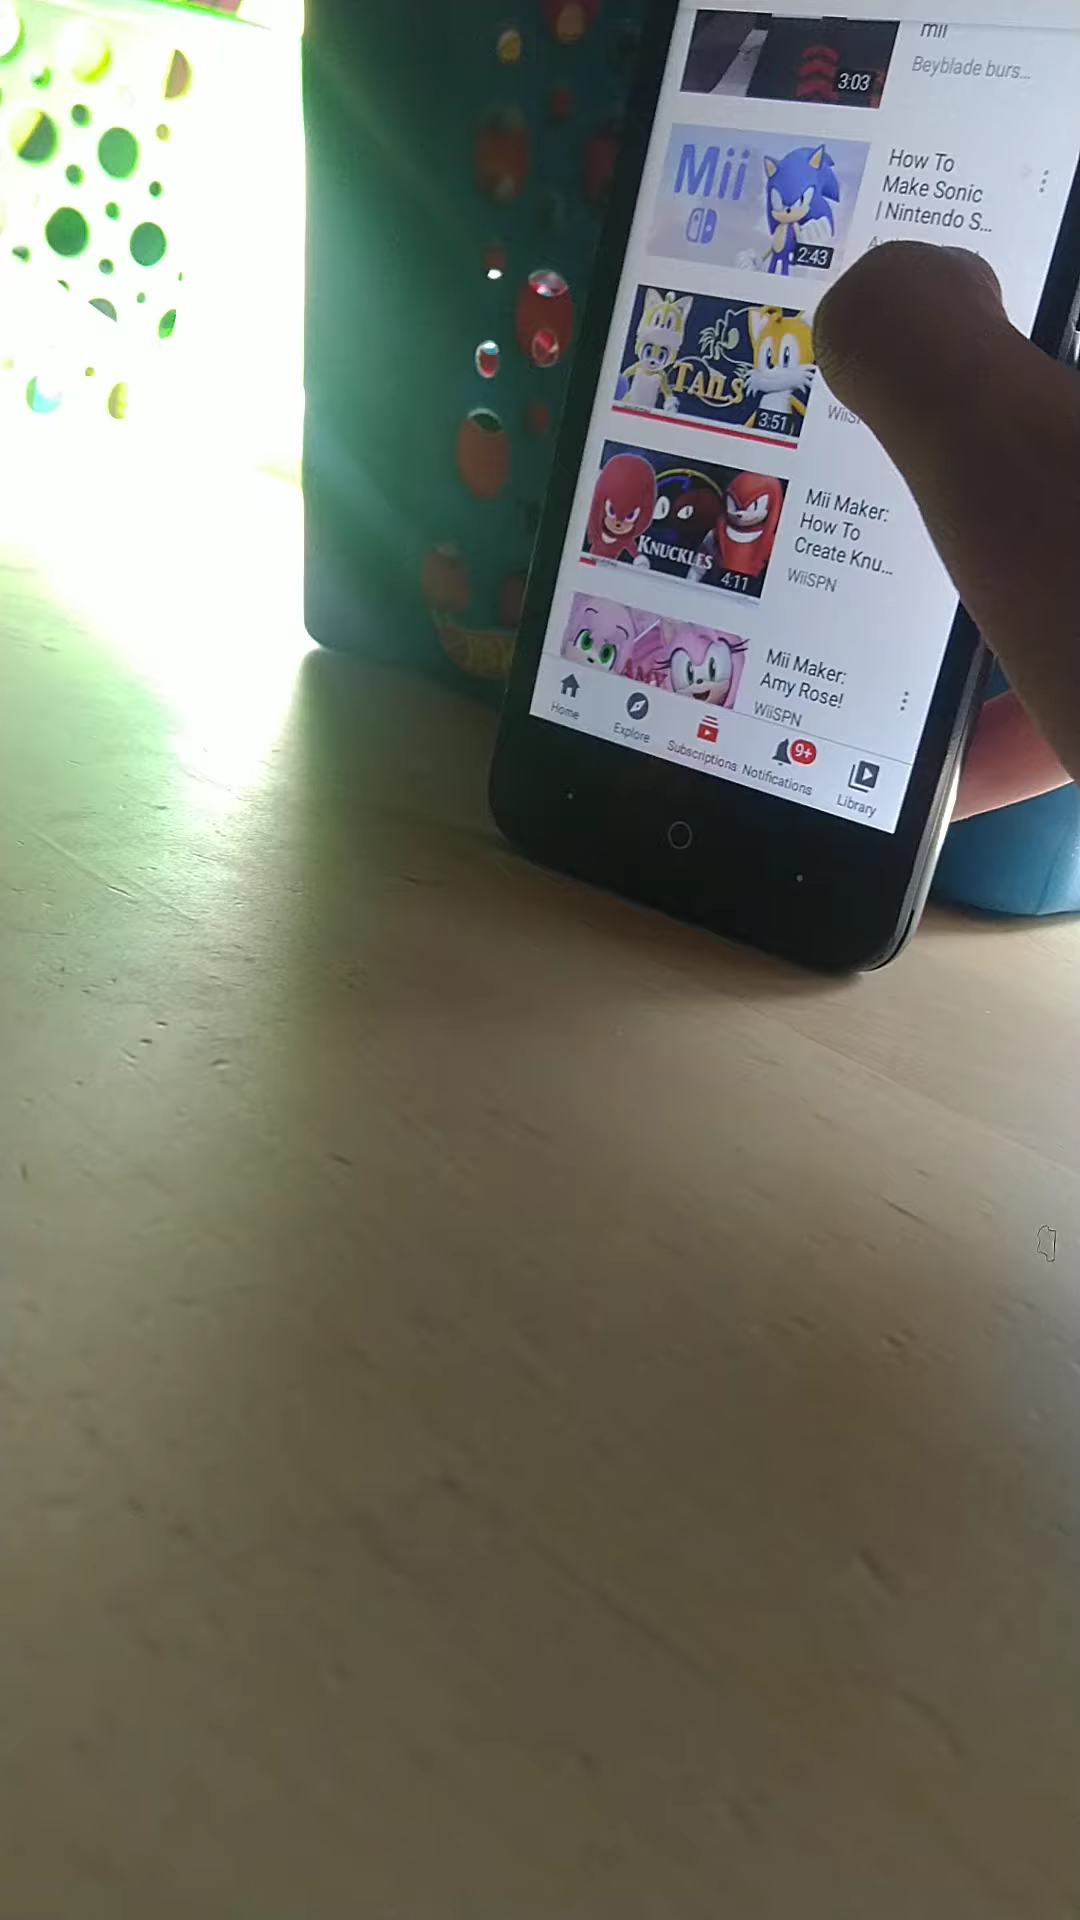 mii
Beyblade burs...
3:03
Mii
How To
Make Sonic
| Nintendo S...
2:43
TAILS
3:51
Mii Maker:
How To
Create Knu...
WiiSPN
KNUCKLES
4:11
Mii Maker:
Amy Rose!
WiiSPN
AMY
Home
Explore
Subscriptions
Notifications
9+
Library